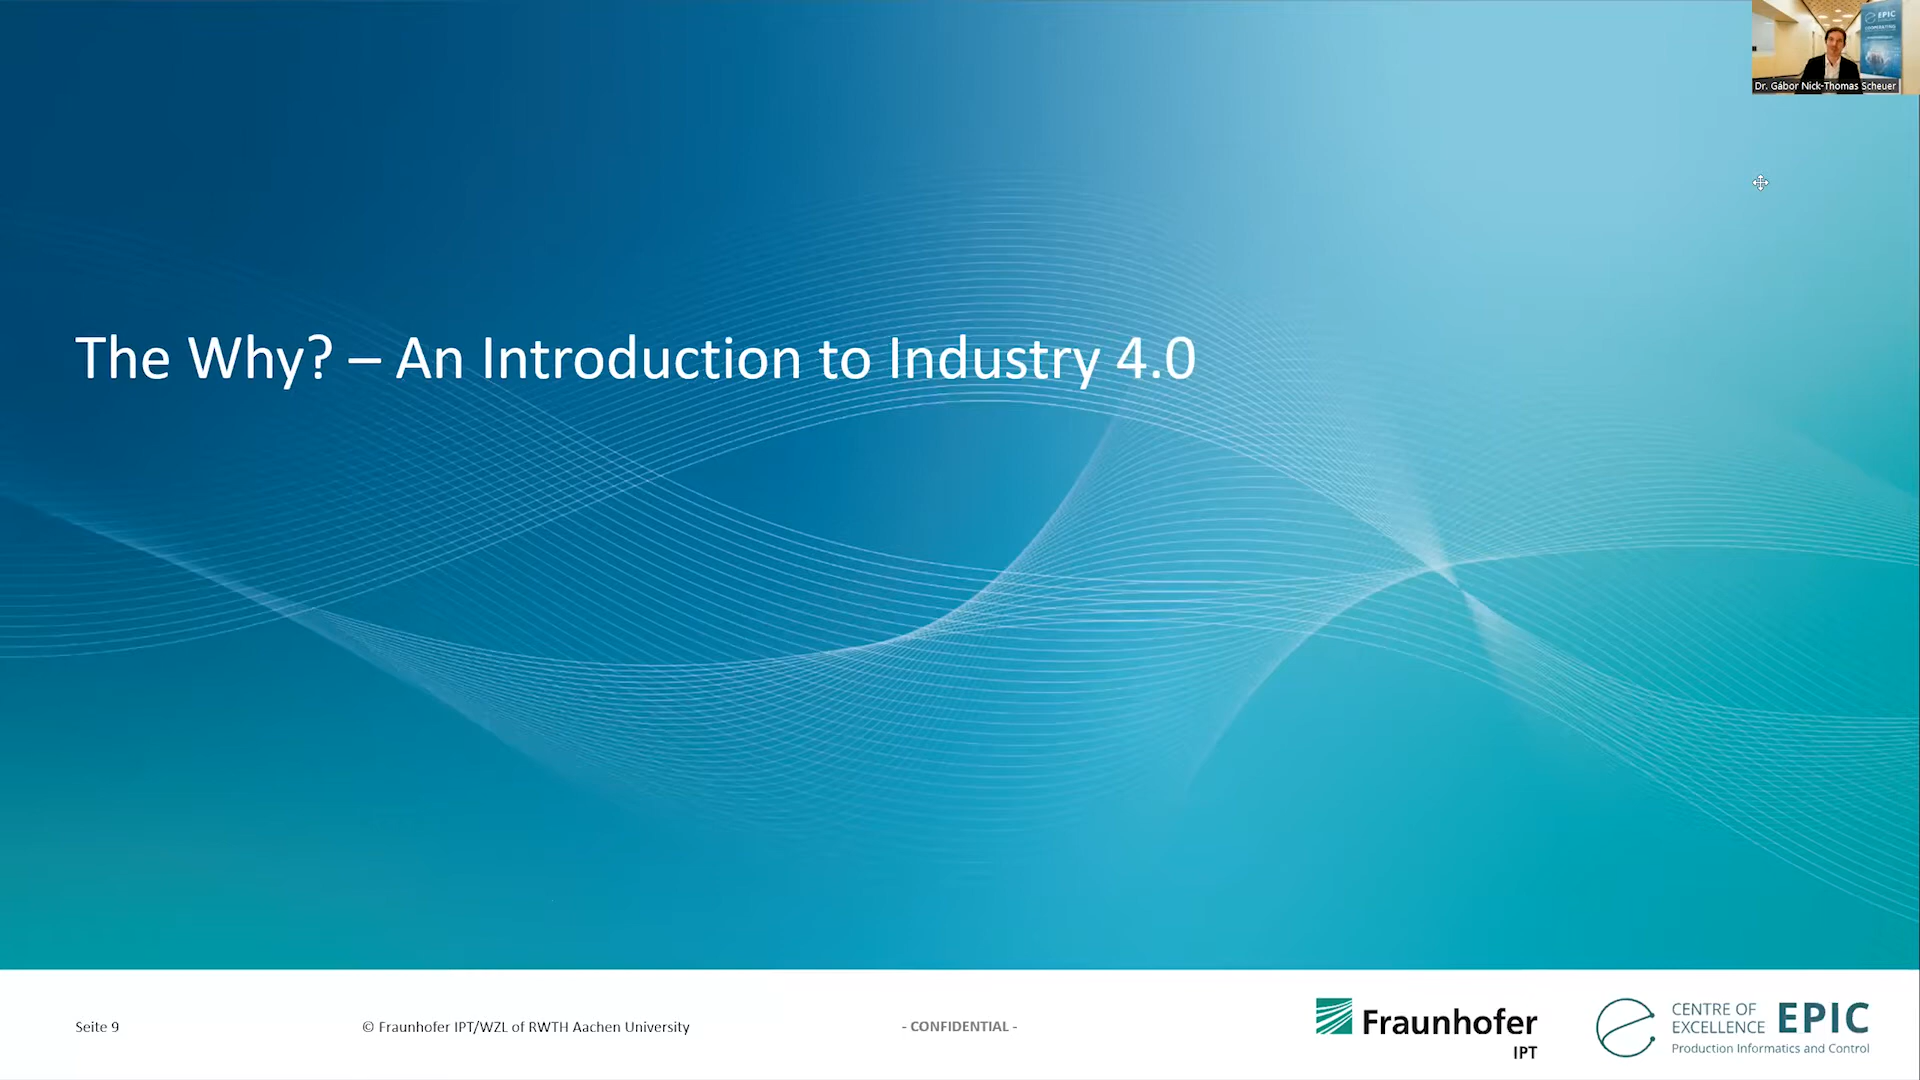 EPIC
Dr. Gábor Nick-Thomas Scheuer
The Why? – An Introduction to Industry 4.0
Seite 9
© Fraunhofer IPT/WZL of RWTH Aachen University
- CONFIDENTIAL -
Fraunhofer
IPT
CENTRE OF
EXCELLENCE EPIC
Production Informatics and Control